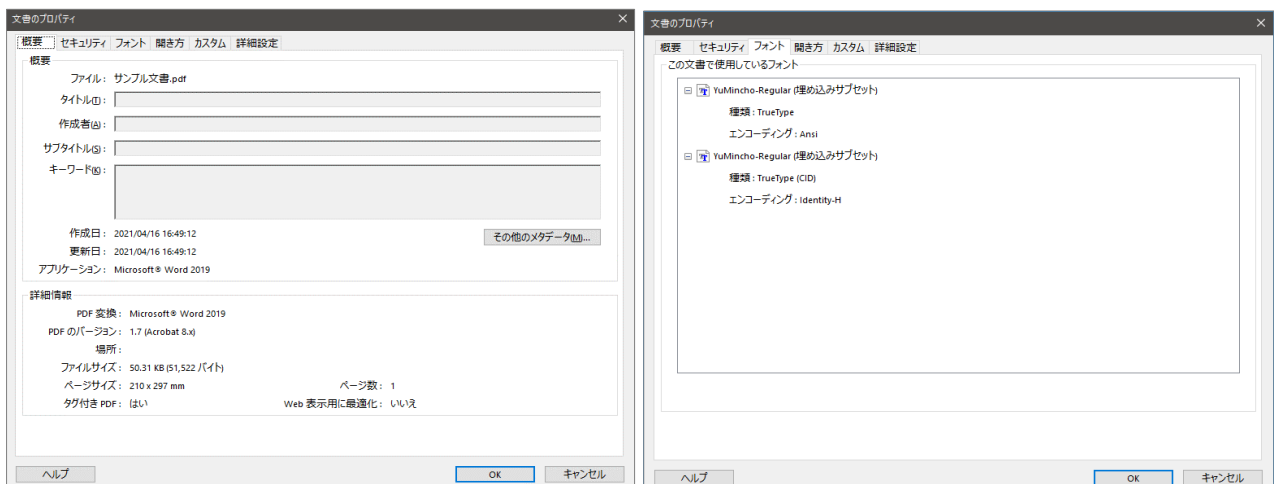 文書のプロパティ
概要 セキュリティ フォント 開き方 カスタム 詳細設定
概要
ファイル: サンプル文書.pdf
タイトル(T):
作成者(A):
サブタイトル(S):
キーワード(K):
作成日: 2021/04/16 16:49:12
その他のメタデータ(M)...
更新日: 2021/04/16 16:49:12
アプリケーション: Microsoft® Word 2019
詳細情報
PDF 変換: Microsoft® Word 2019
PDF のバージョン: 1.7 (Acrobat 8.x)
場所:
ファイルサイズ: 50.31 KB (51,522 バイト)
ページサイズ: 210 x 297 mm ページ数: 1
タグ付き PDF: はい Web 表示用に最適化: いいえ
ヘルプ OK キャンセル
文書のプロパティ
概要 セキュリティ フォント 開き方 カスタム 詳細設定
この文書で使用しているフォント
YuMincho-Regular (埋め込みサブセット)
種類: TrueType
エンコーディング: Ansi
YuMincho-Regular (埋め込みサブセット)
種類: TrueType (CID)
エンコーディング: Identity-H
ヘルプ OK キャンセル